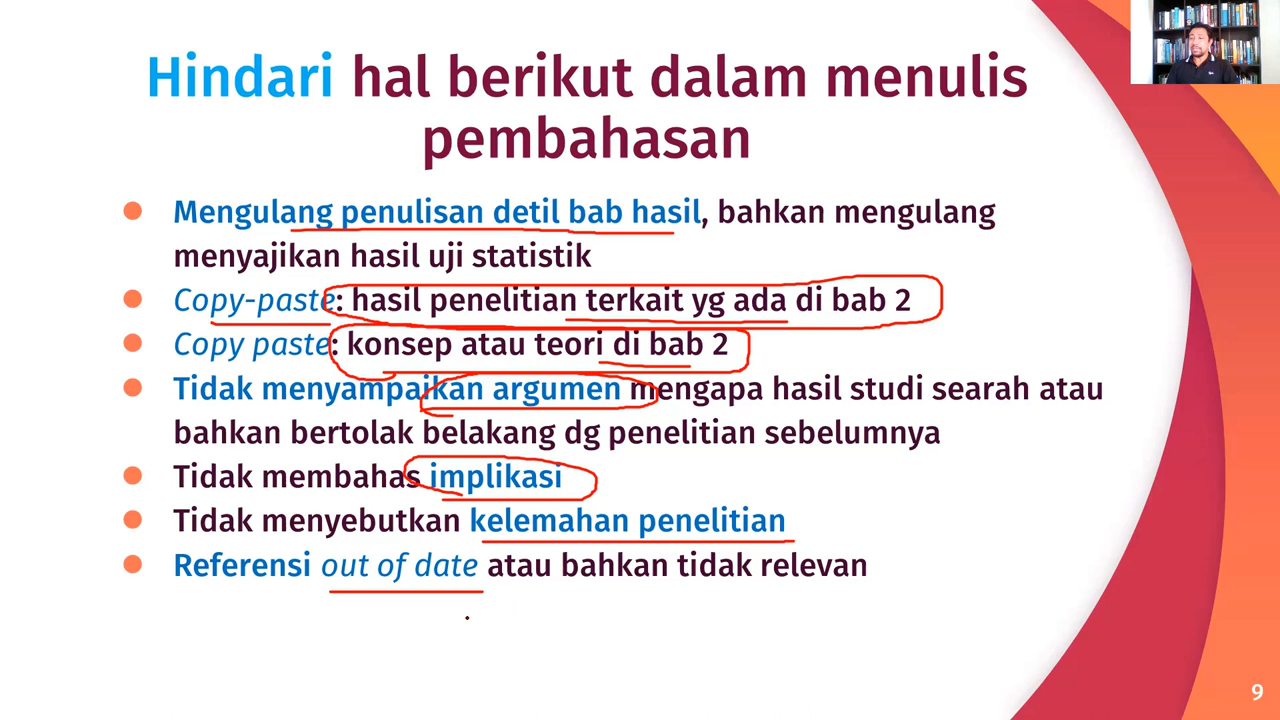 Hindari hal berikut dalam menulis
pembahasan
Mengulang penulisan detil bab hasil, bahkan mengulang
menyajikan hasil uji statistik
Copy-paste: hasil penelitian terkait yg ada di bab 2
Copy paste: konsep atau teori di bab 2
Tidak menyampaikan argumen mengapa hasil studi searah atau
bahkan bertolak belakang dg penelitian sebelumnya
Tidak membahas implikasi
Tidak menyebutkan kelemahan penelitian
Referensi out of date atau bahkan tidak relevan
9